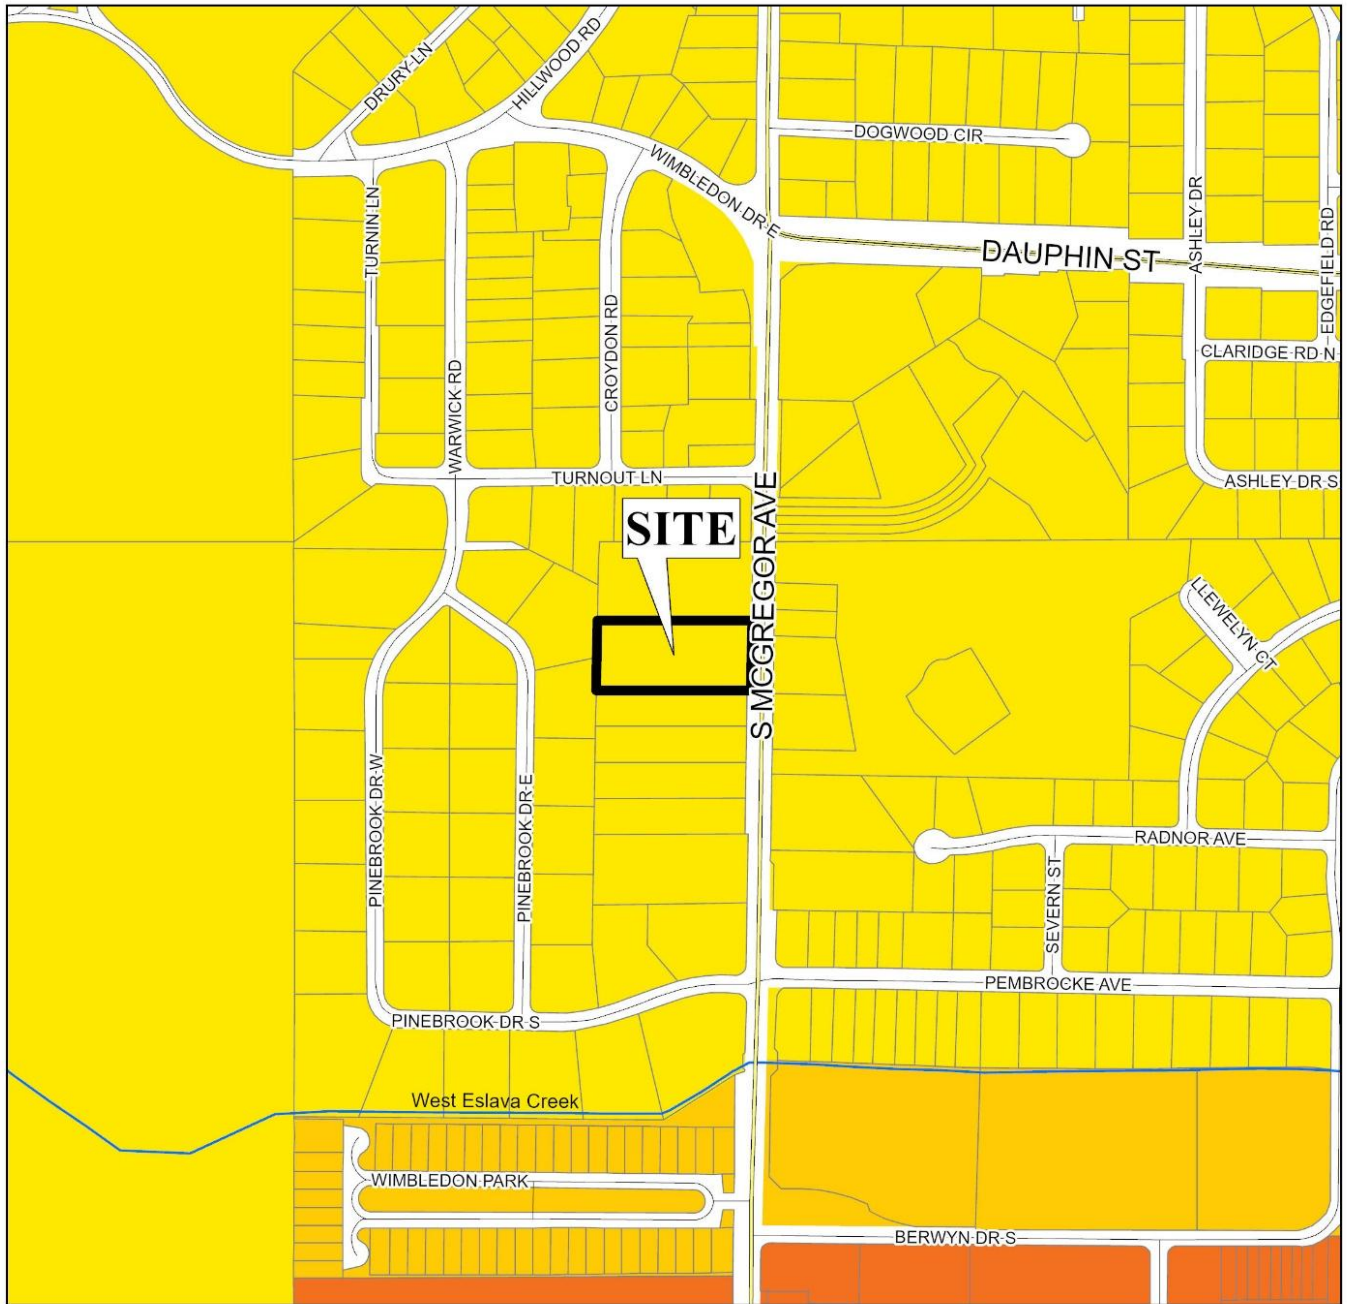 DRURY LN
HILLWOOD RD
DOGWOOD CIR
WIMBLEDON DR E
ASHLEY DR
TURNIN LN
EDGEFIELD RD
DAUPHIN ST
CROYDON RD
CLARIDGE RD N
WARWICK RD
TURNOUT LN
ASHLEY DR S
SITE
S MCGREGOR AVE
LLEWELYN CT
PINEBROOK DR W
PINEBROOK DR E
RADNOR AVE
SEVERN ST
PEMBROCKE AVE
PINEBROOK DR S
West Eslava Creek
WIMBLEDON PARK
BERWYN DR S